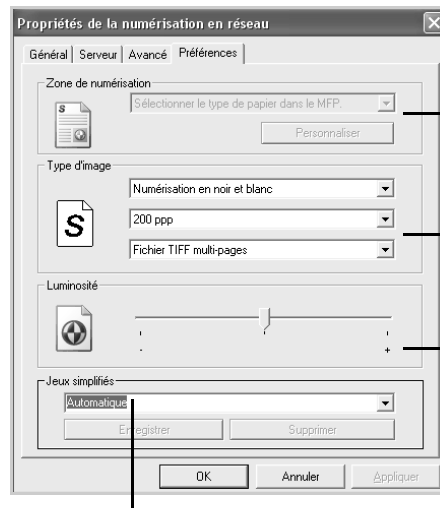 Propriétés de la numérisation en réseau
Général Serveur Avancé Préférences
Zone de numérisation
S
Sélectionner le type de papier dans le MFP.
Personnaliser
Type d'image
S
Numérisation en noir et blanc
200 ppp
Fichier TIFF multi-pages
Luminosité
- +
Jeux simplifiés
Automatique
Enregistrer Supprimer
OK Annuler Appliquer